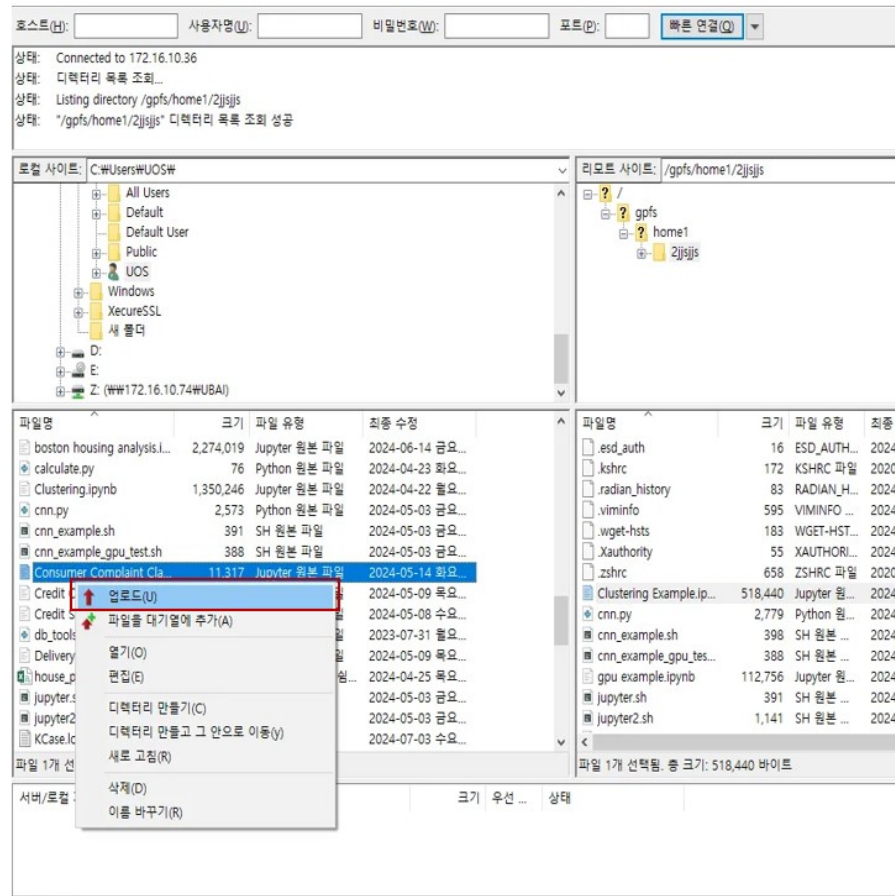 호스트(H): 사용자명(U): 비밀번호(W): 포트(P): 빠른 연결(Q)
상태: Connected to 172.16.10.36
상태: 디렉터리 목록 조회...
상태: Listing directory /gpfs/home1/2jjsjjs
상태: "/gpfs/home1/2jjsjjs" 디렉터리 목록 조회 성공
로컬 사이트: C:₩Users₩UOS₩
All Users
Default
Default User
Public
UOS
Windows
XecureSSL
새 폴더
D:
E:
Z: (₩₩172.16.10.74₩UBAI)
리모트 사이트: /gpfs/home1/2jjsjjs
/
gpfs
home1
2jjsjjs
파일명 크기 파일 유형 최종 수정
boston housing analysis.i... 2,274,019 Jupyter 원본 파일 2024-06-14 금요...
calculate.py 76 Python 원본 파일 2024-04-23 화요...
Clustering.ipynb 1,350,246 Jupyter 원본 파일 2024-04-22 월요...
cnn.py 2,573 Python 원본 파일 2024-05-03 금요...
cnn_example.sh 391 SH 원본 파일 2024-05-03 금요...
cnn_example_gpu_test.sh 388 SH 원본 파일 2024-05-03 금요...
Consumer Complaint Cla... 11,317 Jupyter 원본 파일 2024-05-14 화요...
Credit 2024-05-09 목요...
Credit S 2024-05-08 수요...
db_tools 2023-07-31 월요...
Delivery 2024-05-09 목요...
house_p 2024-04-25 목요...
jupyter.s 2024-05-03 금요...
jupyter2 2024-05-03 금요...
KCase.lc 2024-07-03 수요...
파일 1개 선
업로드(U)
파일을 대기열에 추가(A)
열기(O)
편집(E)
디렉터리 만들기(C)
디렉터리 만들고 그 안으로 이동(y)
새로 고침(R)
삭제(D)
이름 바꾸기(R)
파일명 크기 파일 유형 최종
.esd_auth 16 ESD_AUTH... 2024
.kshrc 172 KSHRC 파일 2020
.radian_history 83 RADIAN_H... 2024
.viminfo 595 VIMINFO ... 2024
.wget-hsts 183 WGET-HST... 2024
.Xauthority 55 XAUTHORI... 2024
.zshrc 658 ZSHRC 파일 2020
Clustering Example.ip... 518,440 Jupyter 원... 2024
cnn.py 2,779 Python 원... 2024
cnn_example.sh 398 SH 원본 ... 2024
cnn_example_gpu_tes... 388 SH 원본 ... 2024
gpu example.ipynb 112,756 Jupyter 원... 2024
jupyter.sh 391 SH 원본 ... 2024
jupyter2.sh 1,141 SH 원본 ... 2024
파일 1개 선택됨. 총 크기: 518,440 바이트
서버/로컬 크기 우선 ... 상태